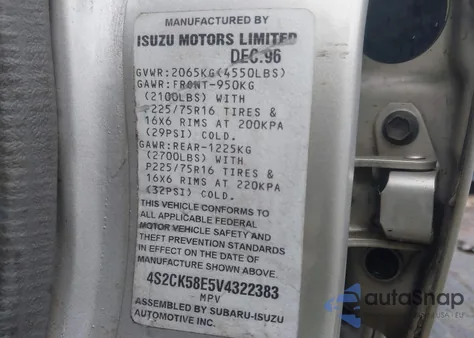 MANUFACTURED BY
ISUZU MOTORS LIMITED
DEC.96
GVWR:2065KG(4550LBS)
GAWR:FRONT-950KG
(2100LBS) WITH
P225/75R16 TIRES &
16X6 RIMS AT 200KPA
(29PSI) COLD.
GAWR:REAR-1225KG
(2700LBS) WITH
P225/75R16 TIRES &
16X6 RIMS AT 220KPA
(32PSI) COLD.
THIS VEHICLE CONFORMS TO
ALL APPLICABLE FEDERAL
MOTOR VEHICLE SAFETY AND
THEFT PREVENTION STANDARDS
IN EFFECT ON THE DATE OF
MANUFACTURE SHOWN ABOVE.
4S2CK58E5V4322383
MPV
ASSEMBLED BY SUBARU-ISUZU
AUTOMOTIVE INC.
autoSnap